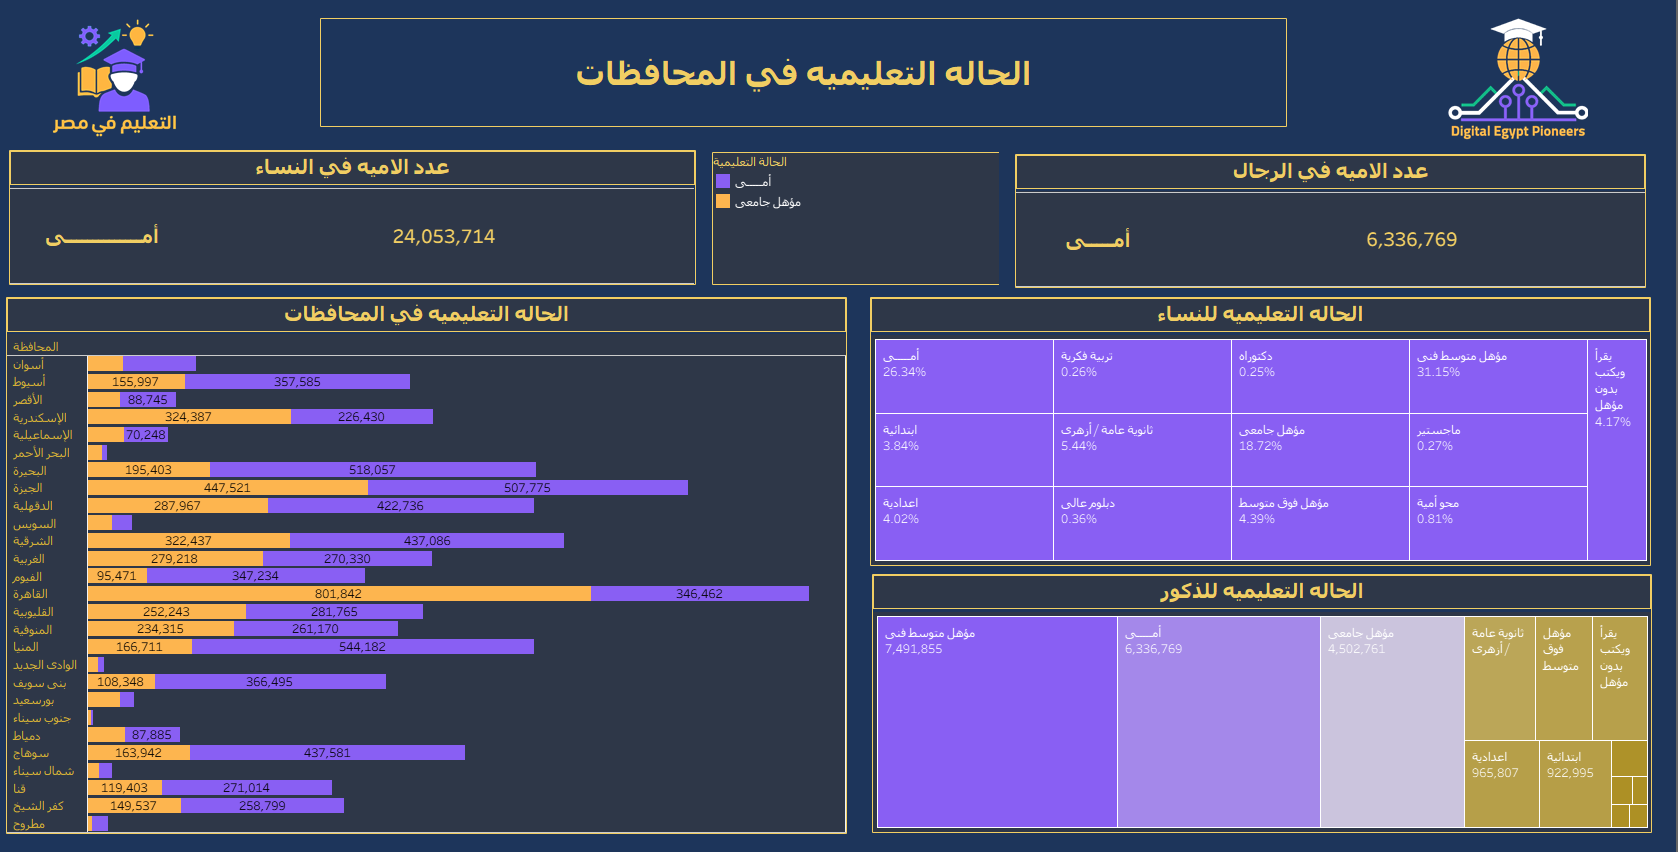 الحاله التعليميه في المحافظات
التعليم في مصر
Digital Egypt Pioneers
عدد الاميه في النساء
أمــــــــى
24,053,714
الحالة التعليمية
أمــــى
مؤهل جامعى
عدد الاميه في الرجال
أمــــى
6,336,769
الحاله التعليميه في المحافظات
المحافظة
أسوان
أسيوط 155,997 357,585
الأقصر 88,745
الإسكندرية 324,387 226,430
الإسماعيلية 70,248
البحر الأحمر
البحيرة 195,403 518,057
الجيزة 447,521 507,775
الدقهلية 287,967 422,736
السويس
الشرقية 322,437 437,086
الغربية 279,218 270,330
الفيوم 95,471 347,234
القاهرة 801,842 346,462
القليوبية 252,243 281,765
المنوفية 234,315 261,170
المنيا 166,711 544,182
الوادى الجديد
بنى سويف 108,348 366,495
بورسعيد
جنوب سيناء
دمياط 87,885
سوهاج 163,942 437,581
شمال سيناء
قنا 119,403 271,014
كفر الشيخ 149,537 258,799
مطروح
الحاله التعليميه للنساء
أمــــى
26.34%
تربية فكرية
0.26%
دكتوراه
0.25%
مؤهل متوسط فنى
31.15%
يقرأ
ويكتب
بدون
مؤهل
4.17%
ابتدائية
3.84%
ثانوية عامة / أزهرى
5.44%
مؤهل جامعى
18.72%
ماجستير
0.27%
اعدادية
4.02%
دبلوم عالى
0.36%
مؤهل فوق متوسط
4.39%
محو أمية
0.81%
الحاله التعليميه للذكور
مؤهل متوسط فنى
7,491,855
أمــــى
6,336,769
مؤهل جامعى
4,502,761
ثانوية عامة
/ أزهرى
مؤهل
فوق
متوسط
يقرأ
ويكتب
بدون
مؤهل
اعدادية
965,807
ابتدائية
922,995